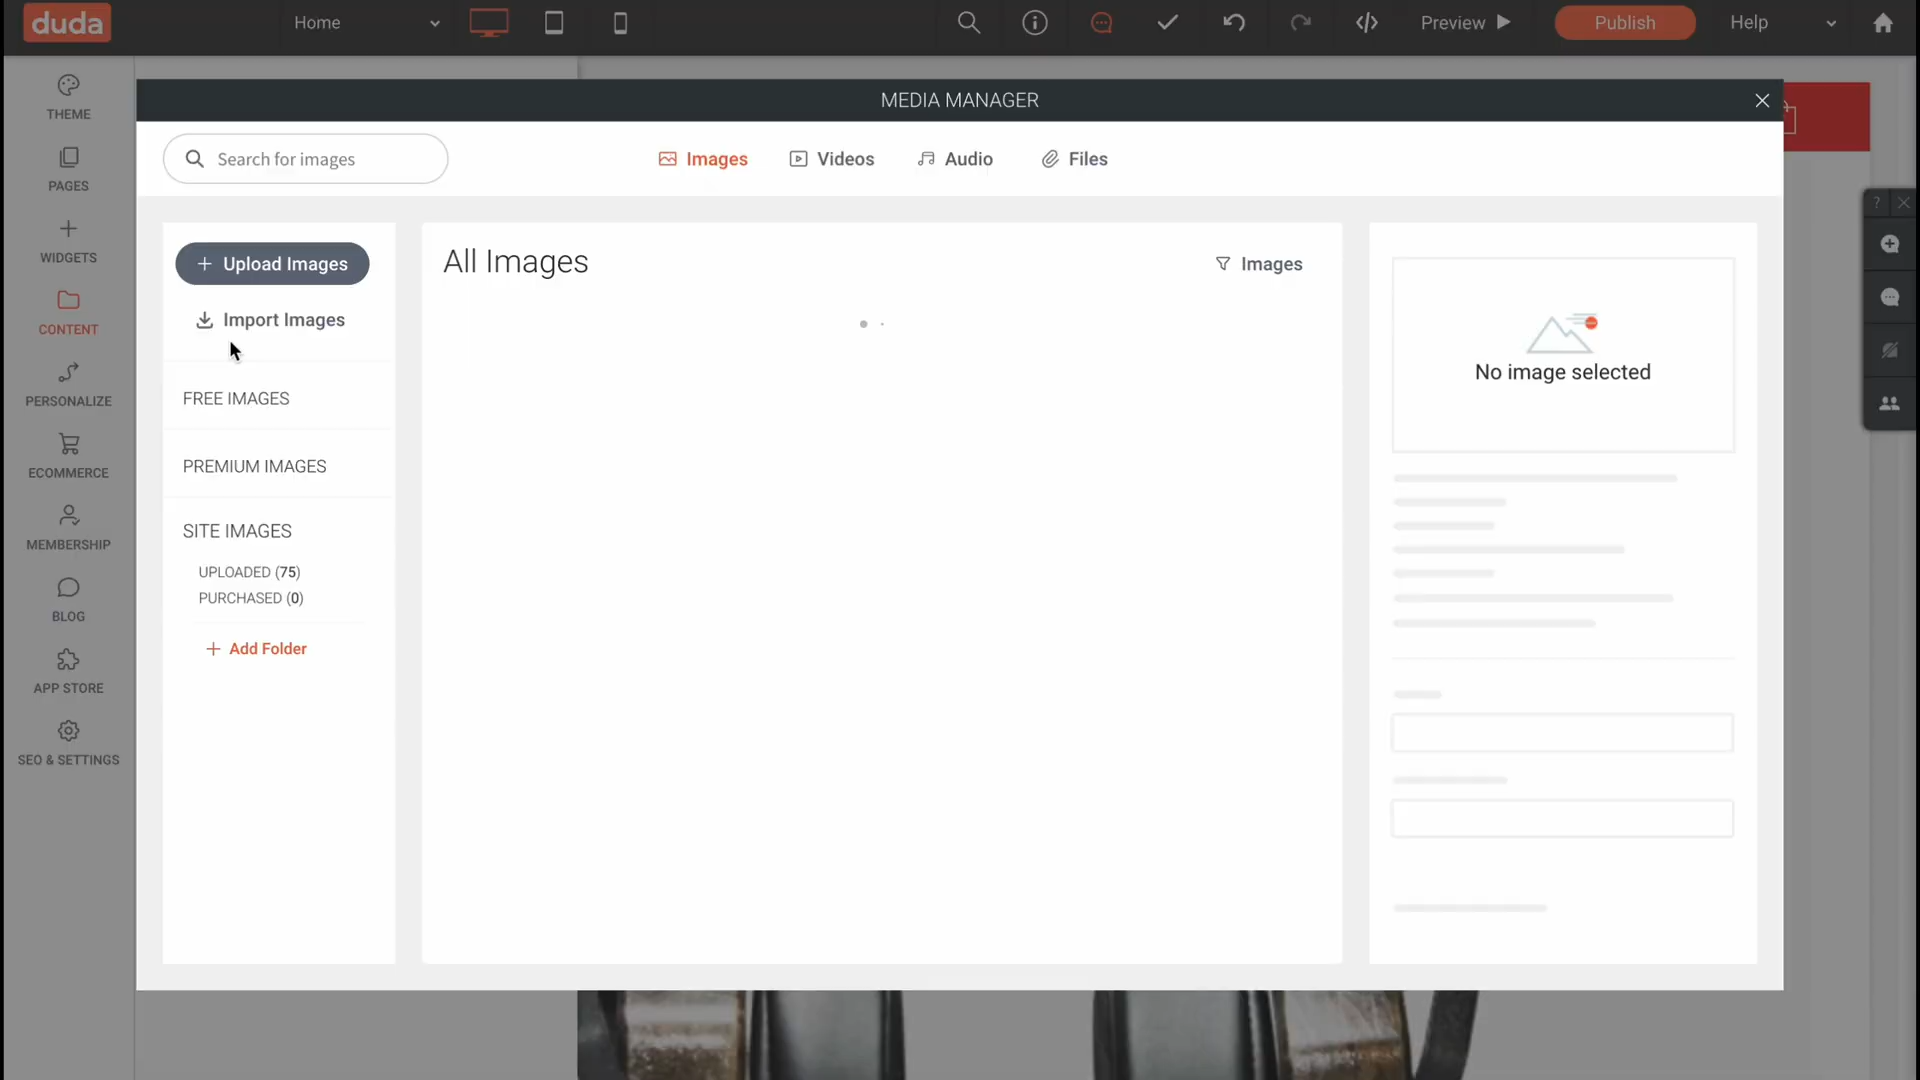 duda
Home
Preview
Publish
Help
MEDIA MANAGER
Search for images
Images
Videos
Audio
Files
THEME
PAGES
WIDGETS
CONTENT
PERSONALIZE
ECOMMERCE
MEMBERSHIP
BLOG
APP STORE
SEO & SETTINGS
+ Upload Images
Import Images
FREE IMAGES
PREMIUM IMAGES
SITE IMAGES
UPLOADED (75)
PURCHASED (0)
+ Add Folder
All Images
Images
No image selected
?